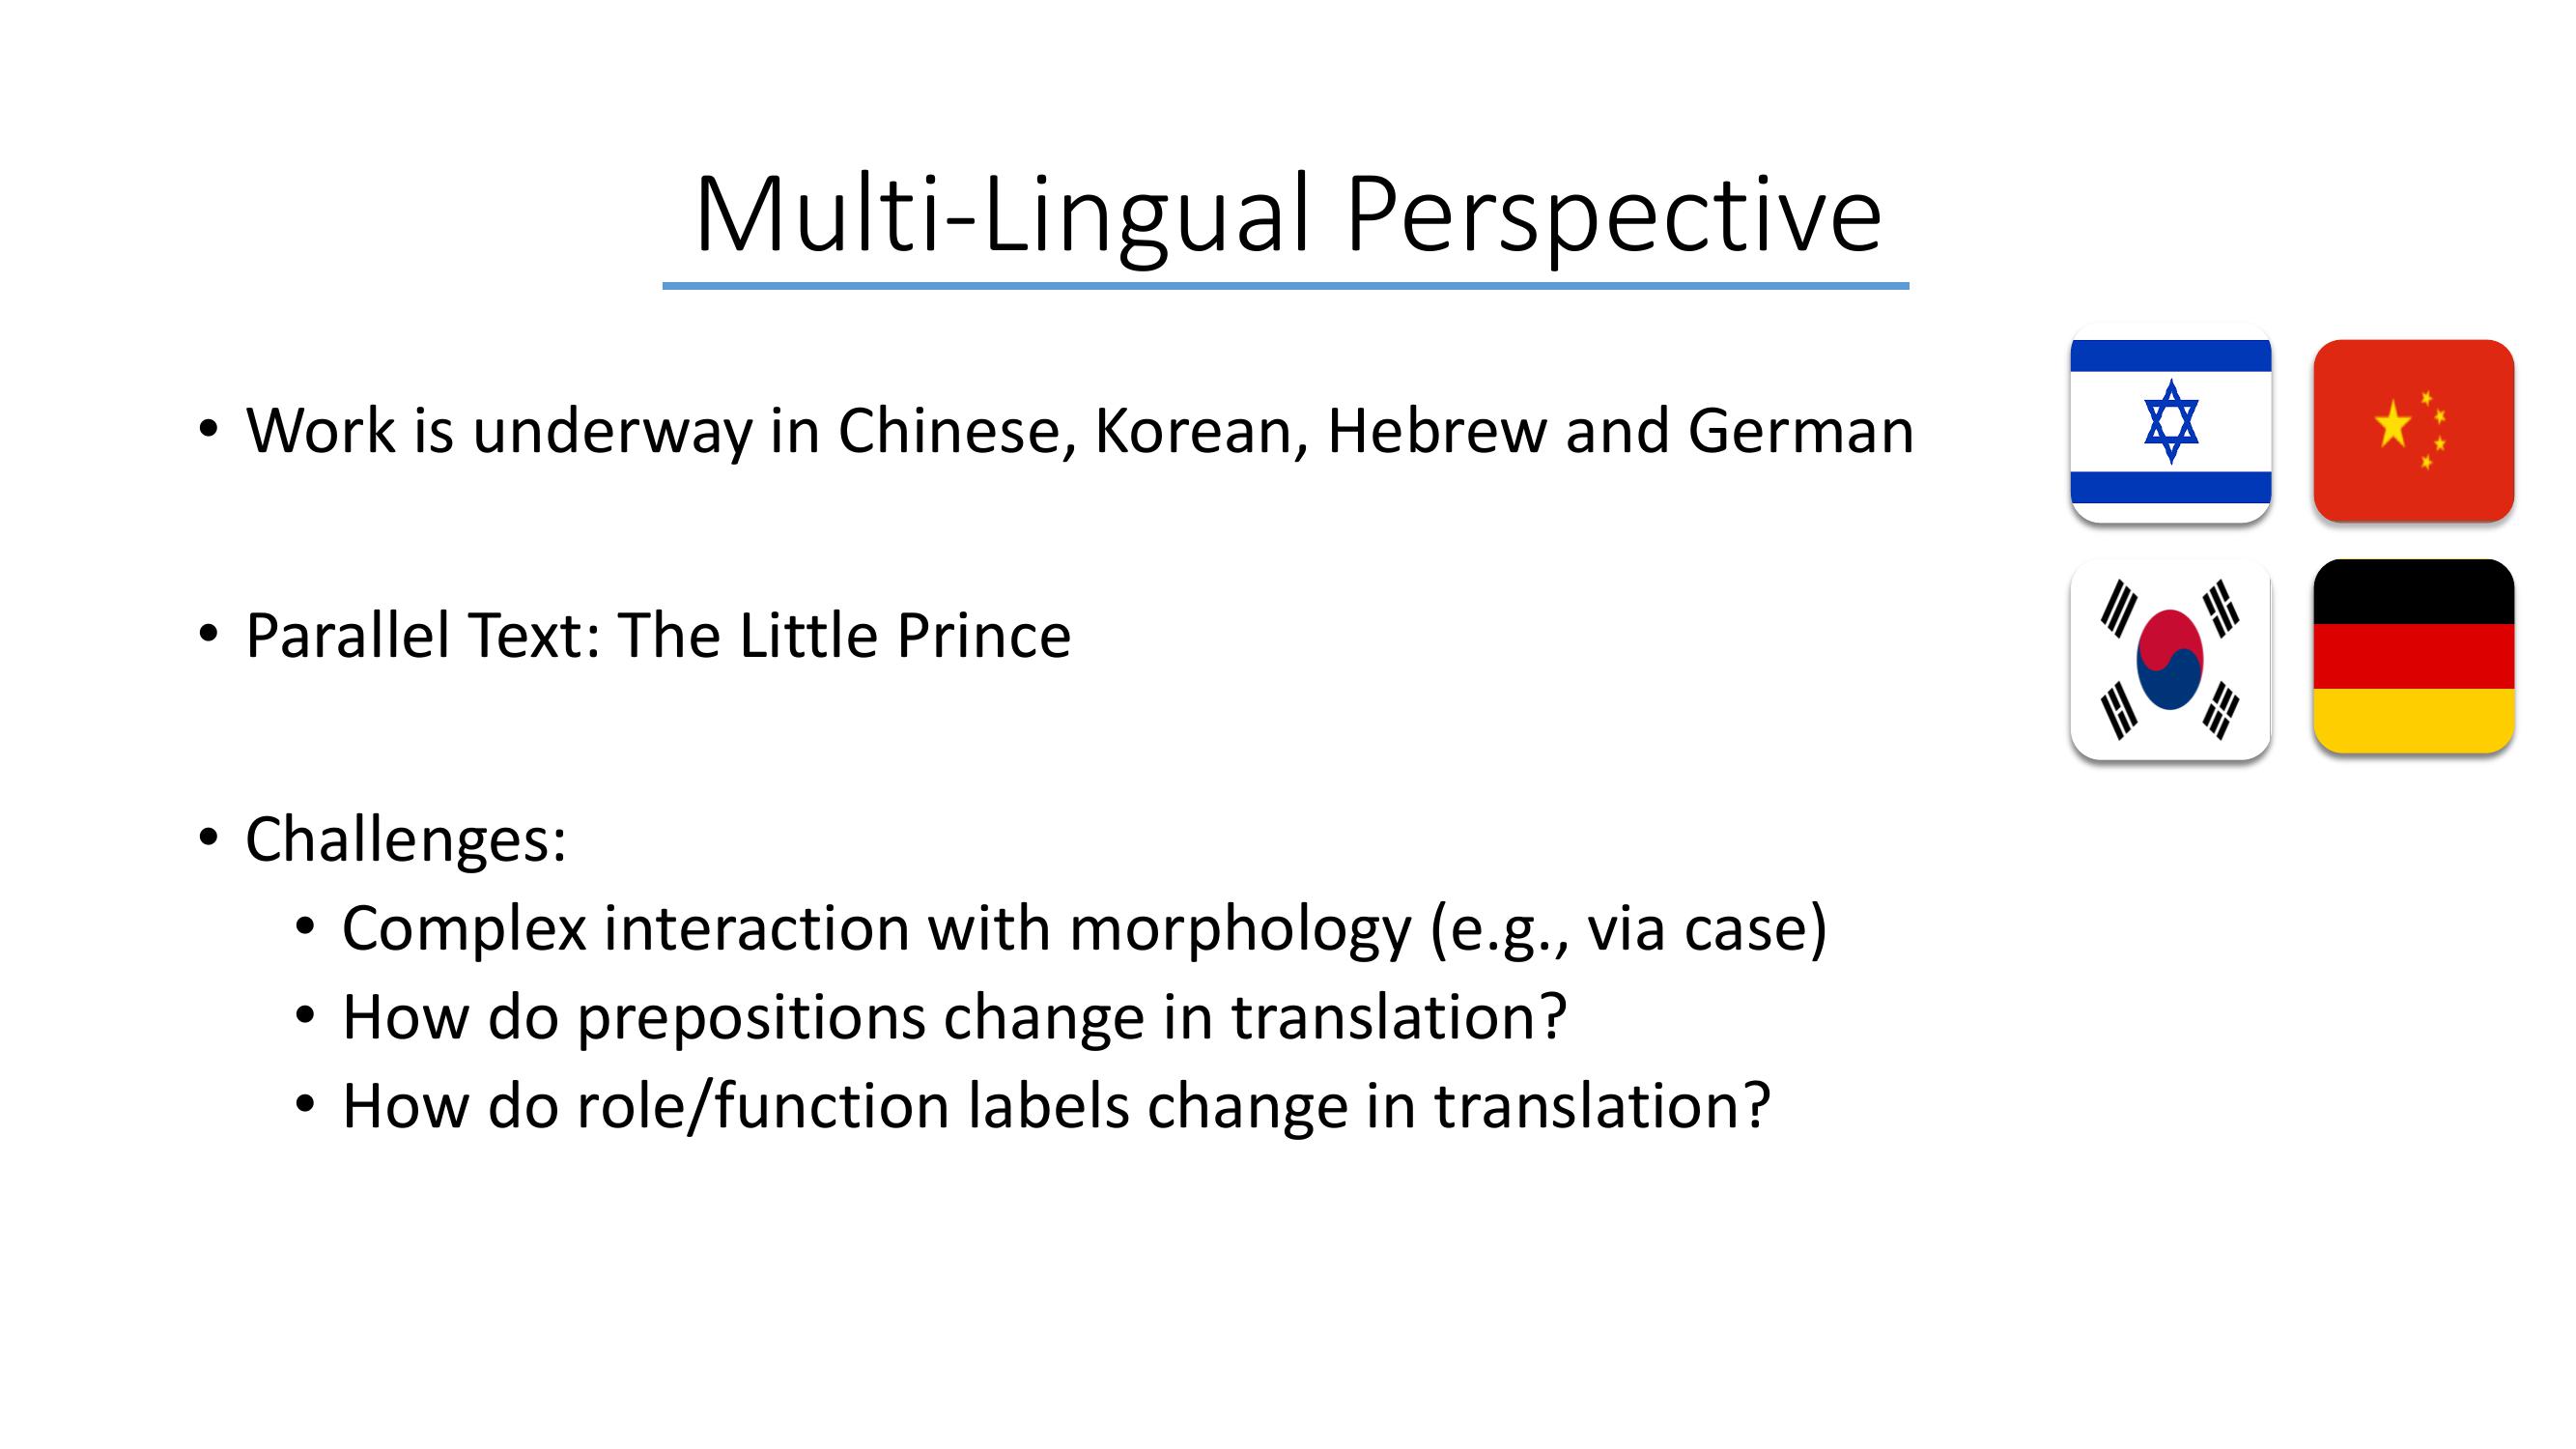 Multi-Lingual Perspective
• Work is underway in Chinese, Korean, Hebrew and German
• Parallel Text: The Little Prince
• Challenges:
• Complex interaction with morphology (e.g., via case)
• How do prepositions change in translation?
• How do role/function labels change in translation?